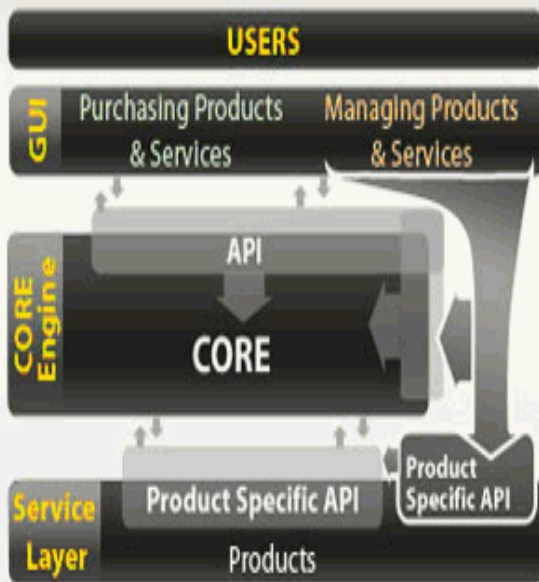 USERS
GUI
Purchasing Products
& Services
Managing Products
& Services
API
CORE
Engine
CORE
Product
Specific API
Product Specific API
Service
Layer
Products